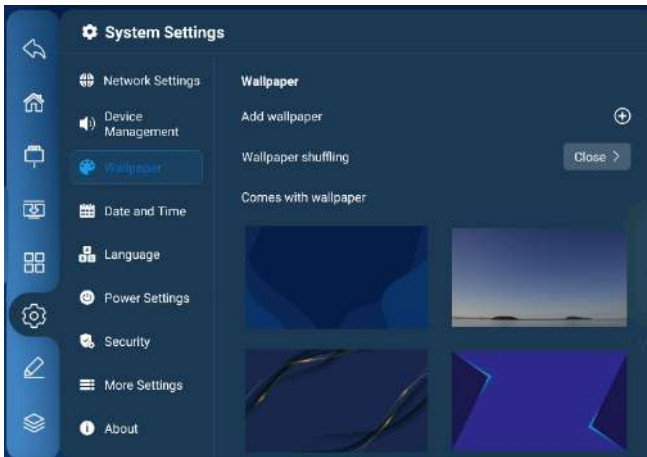 System Settings
Network Settings
Device
Management
Wallpaper
Date and Time
Language
Power Settings
Security
More Settings
About
Wallpaper
Add wallpaper
Wallpaper shuffling
Close >
Comes with wallpaper